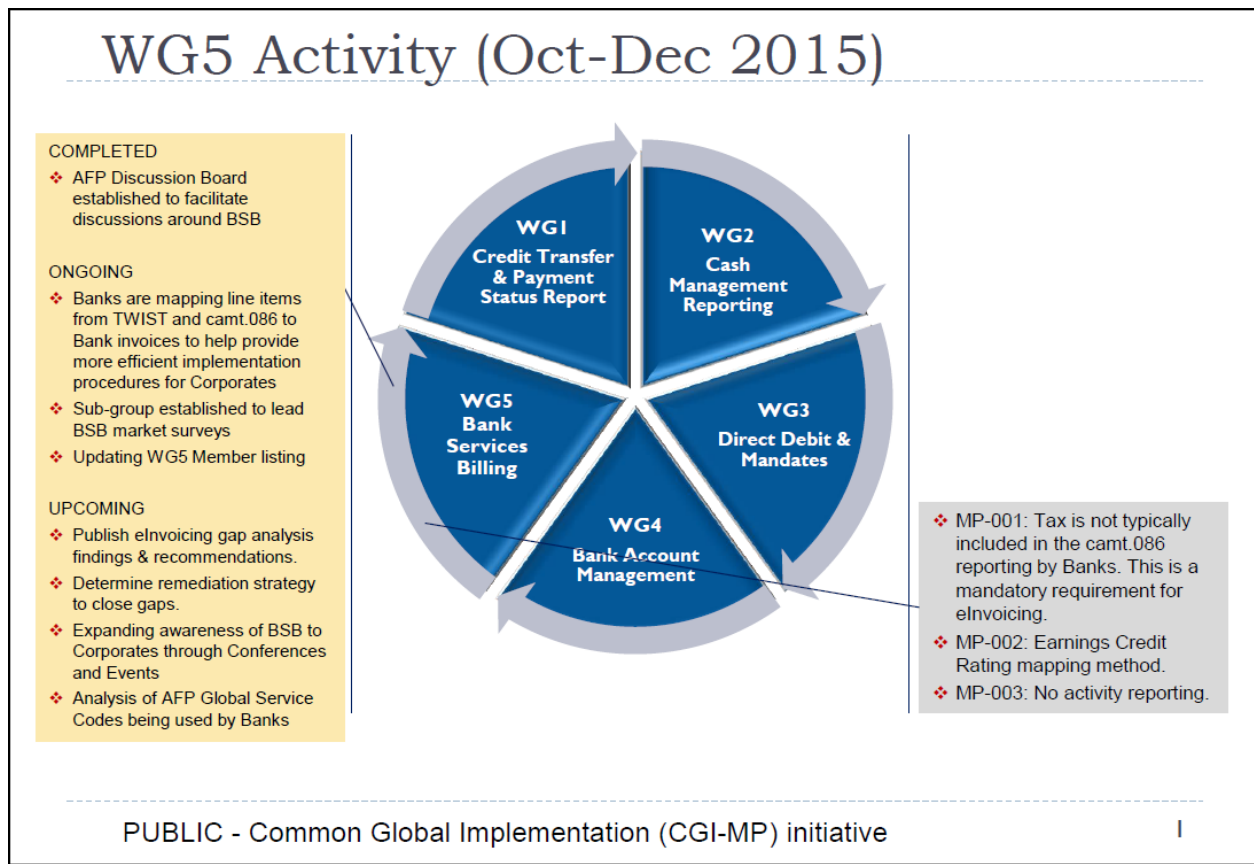 WG5 Activity (Oct-Dec 2015)
COMPLETED
❖ AFP Discussion Board
established to facilitate
discussions around BSB
ONGOING
❖ Banks are mapping line items
from TWIST and camt.086 to
Bank invoices to help provide
more efficient implementation
procedures for Corporates
❖ Sub-group established to lead
BSB market surveys
❖ Updating WG5 Member listing
UPCOMING
❖ Publish eInvoicing gap analysis
findings & recommendations.
❖ Determine remediation strategy
to close gaps.
❖ Expanding awareness of BSB to
Corporates through Conferences
and Events
❖ Analysis of AFP Global Service
Codes being used by Banks
WG1
Credit Transfer
& Payment
Status Report
WG2
Cash
Management
Reporting
WG3
Direct Debit &
Mandates
WG4
Bank Account
Management
WG5
Bank
Services
Billing
❖ MP-001: Tax is not typically
included in the camt.086
reporting by Banks. This is a
mandatory requirement for
eInvoicing.
❖ MP-002: Earnings Credit
Rating mapping method.
❖ MP-003: No activity reporting.
PUBLIC - Common Global Implementation (CGI-MP) initiative
1